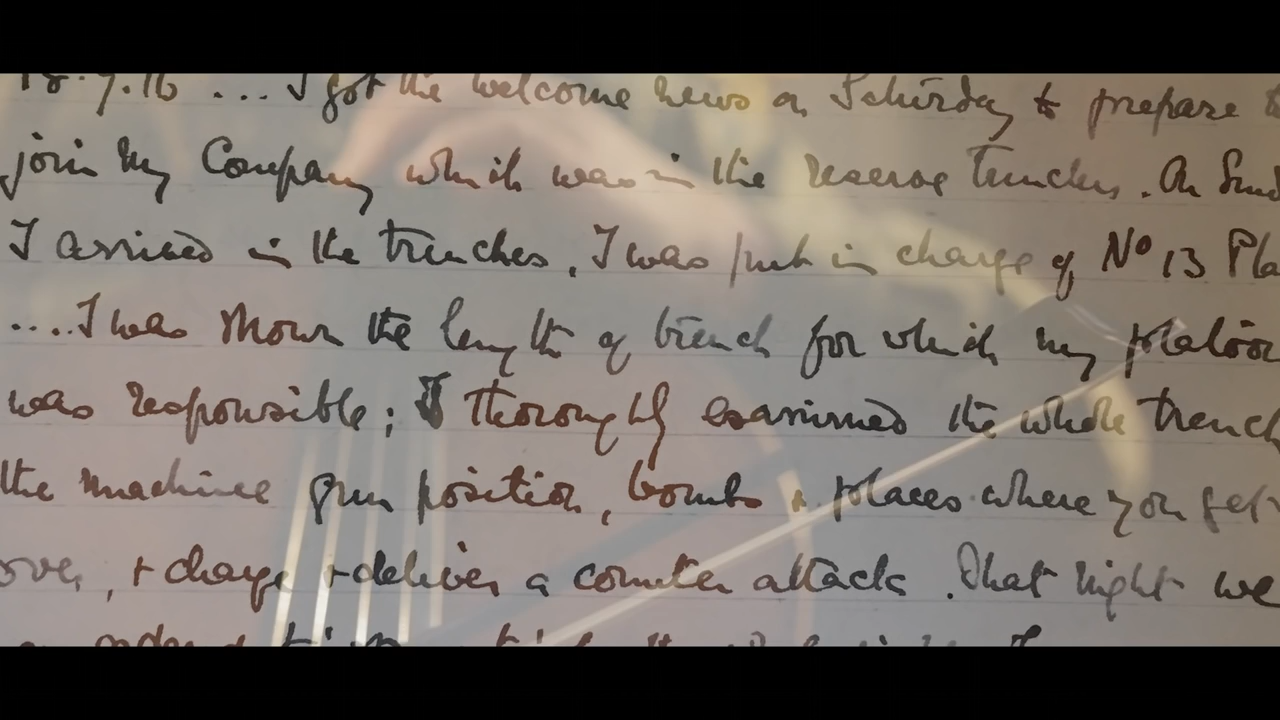 18.7.16 ... I got the welcome news on Saturday to prepare
join my Company which was in the reserve trenches. On
I arrived in the trenches, I was put in charge of No 13
.... I was shown the length of trench for which my platoon
was responsible; I thoroughly examined the whole trench
the machine gun position, bombs & places where you get
over, & charge & deliver a counter attack. That night we